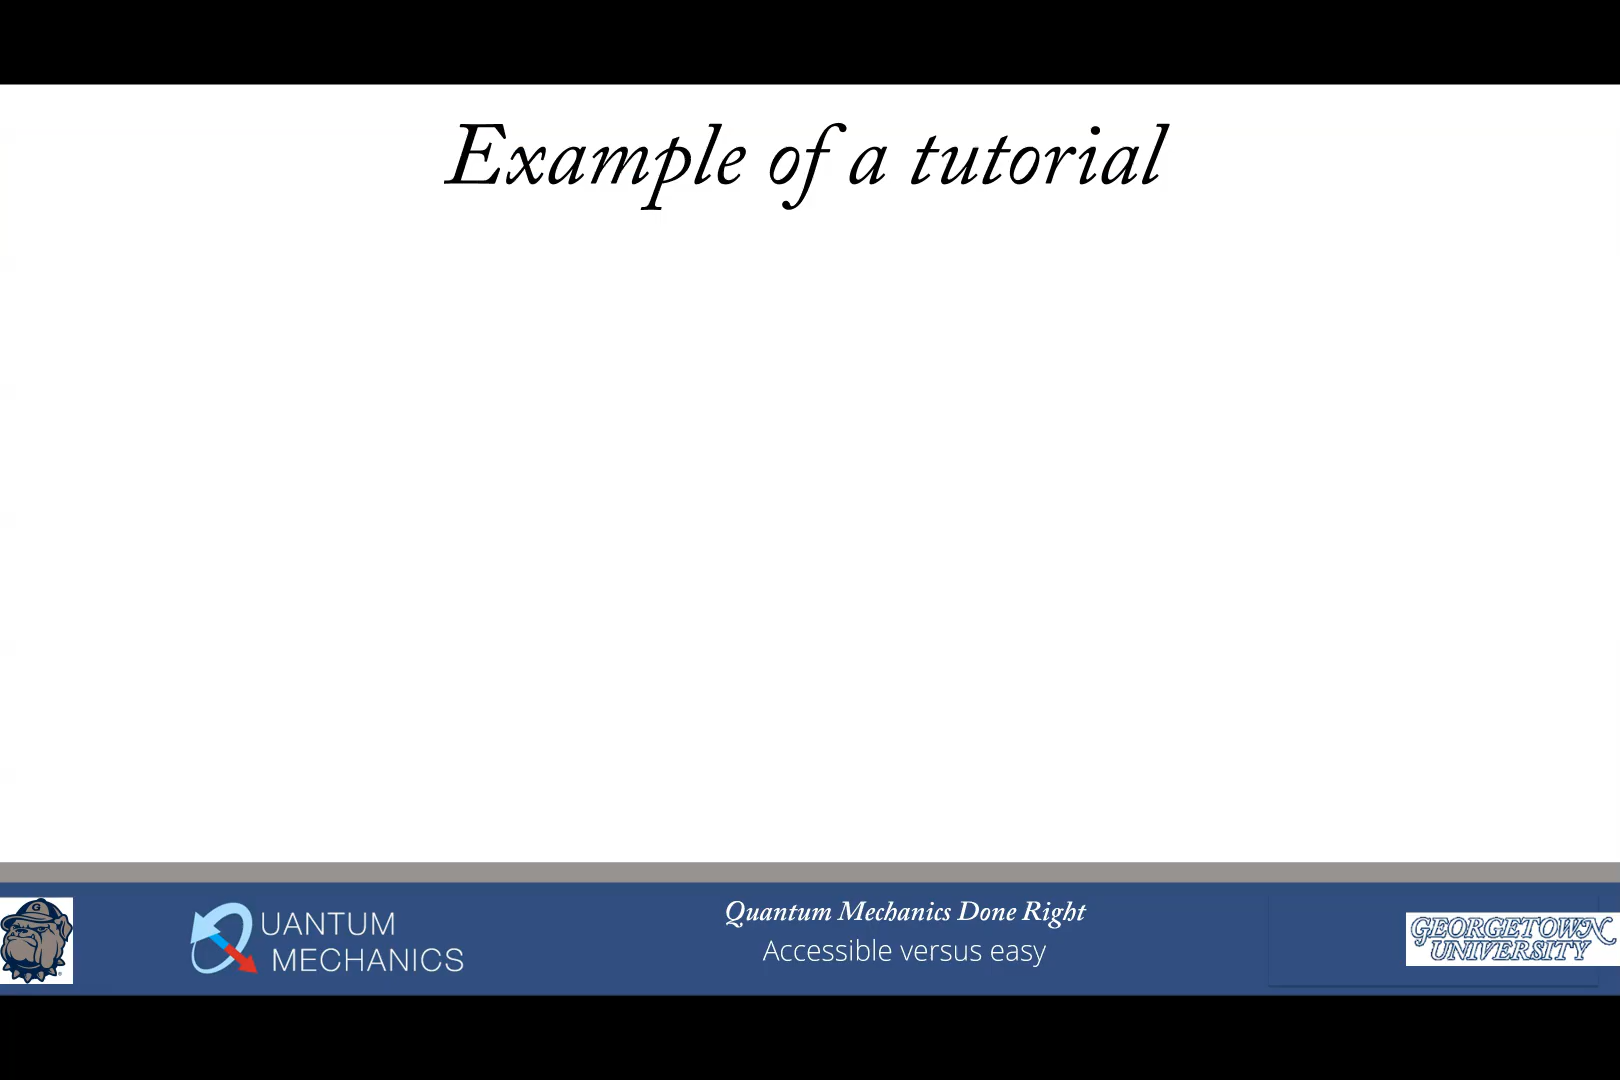 Example of a tutorial
QUANTUM
MECHANICS
Quantum Mechanics Done Right
Accessible versus easy
G
GEORGETOWN
UNIVERSITY